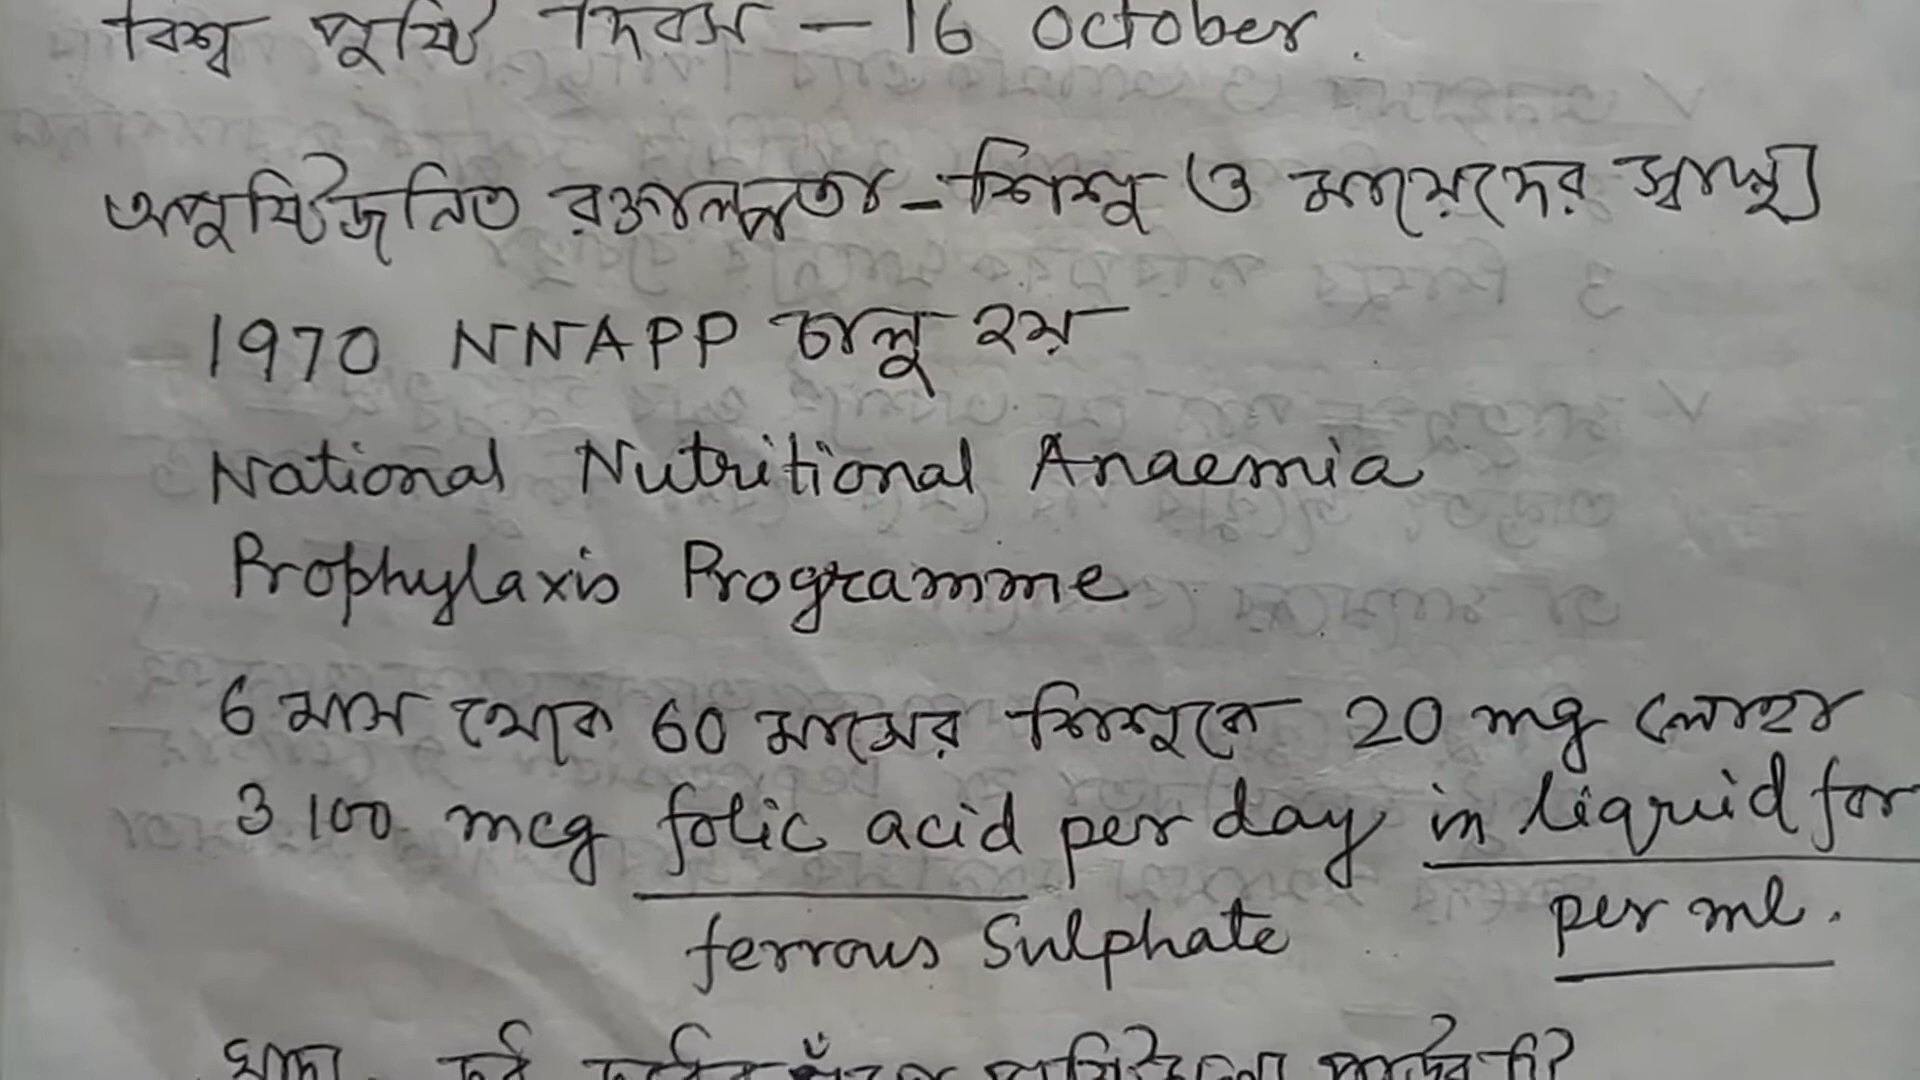 বিশ্ব পুষ্টি দিবস – 16 October.
অপুষ্টিজনিত রক্তাল্পতা - শিশু ও মায়েদের স্বাস্থ্য
1970 NNAPP চালু হয়
National Nutritional Anaemia
Prophylaxis Programme
6 মাস থেকে 60 মাসের শিশুকে 20 mg লোহা
ও 100 mcg folic acid per day in liquid for
ferrous Sulphate per ml.